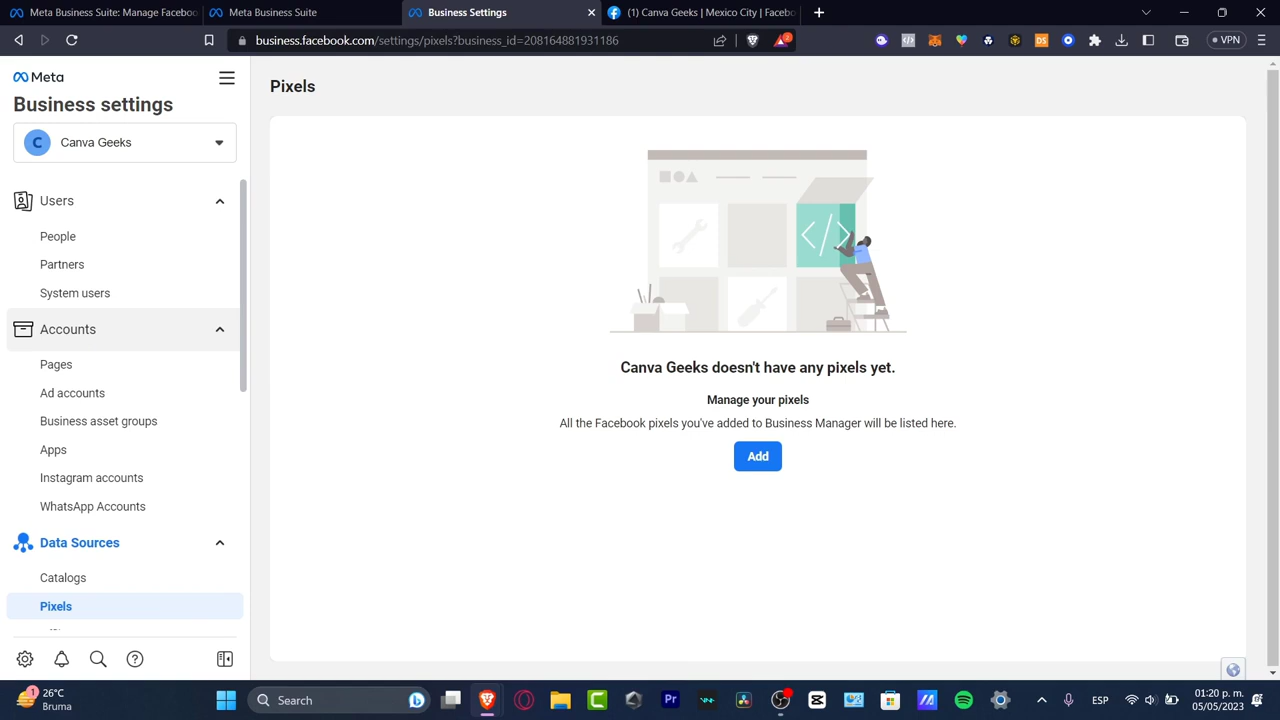 Meta Business Suite: Manage Faceboo
Meta Business Suite
Business Settings
(1) Canva Geeks | Mexico City | Facebo
business.facebook.com/settings/pixels?business_id=208164881931186
2
DS
VPN
Meta
Business settings
C
Canva Geeks
Users
People
Partners
System users
Accounts
Pages
Ad accounts
Business asset groups
Apps
Instagram accounts
WhatsApp Accounts
Data Sources
Catalogs
Pixels
Pixels
Canva Geeks doesn't have any pixels yet.
Manage your pixels
All the Facebook pixels you've added to Business Manager will be listed here.
Add
1
26°C
Bruma
Search
Pr
ESP
01:20 p. m.
05/05/2023